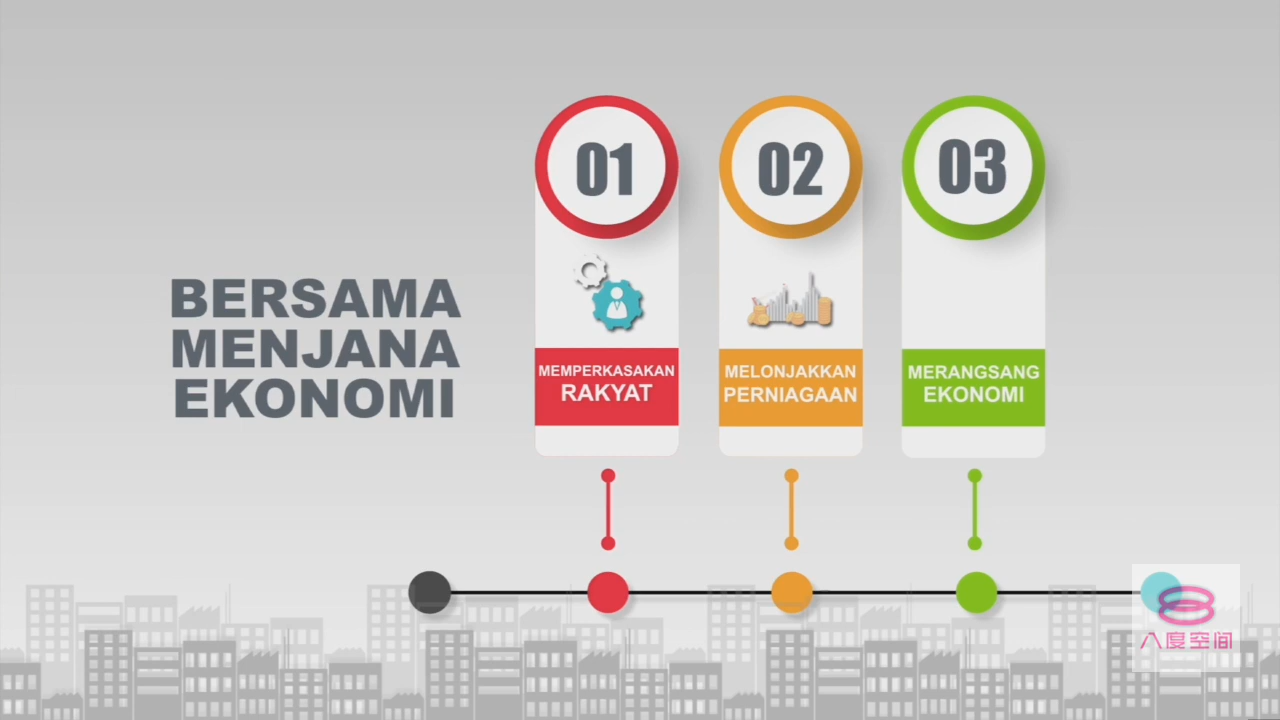 BERSAMA
MENJANA
EKONOMI
01
MEMPERKASAKAN
RAKYAT
02
MELONJAKKAN
PERNIAGAAN
03
MERANGSANG
EKONOMI
八度空间